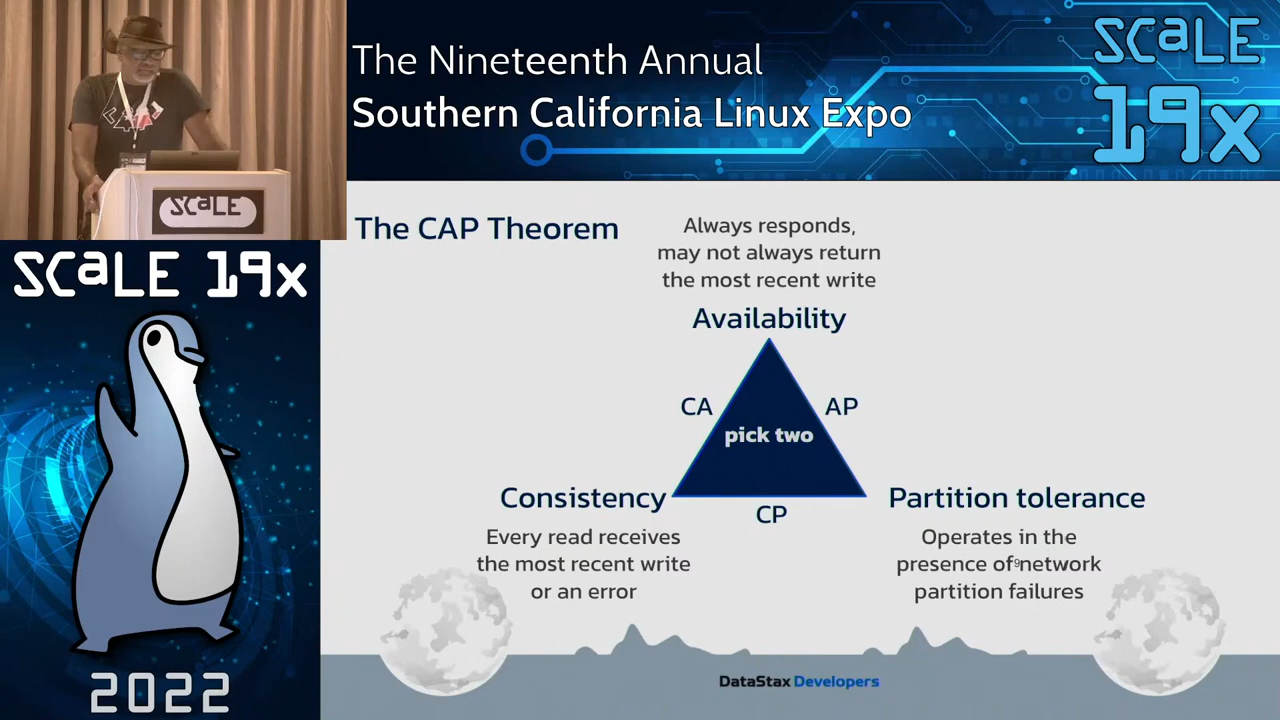 The Nineteenth Annual
Southern California Linux Expo
SCaLE
19x
SCaLE
SCaLE 19x
2022
The CAP Theorem
Always responds,
may not always return
the most recent write
Availability
CA
AP
pick two
Consistency
Partition tolerance
CP
Every read receives
the most recent write
or an error
Operates in the
presence of network
partition failures
9
DataStax Developers